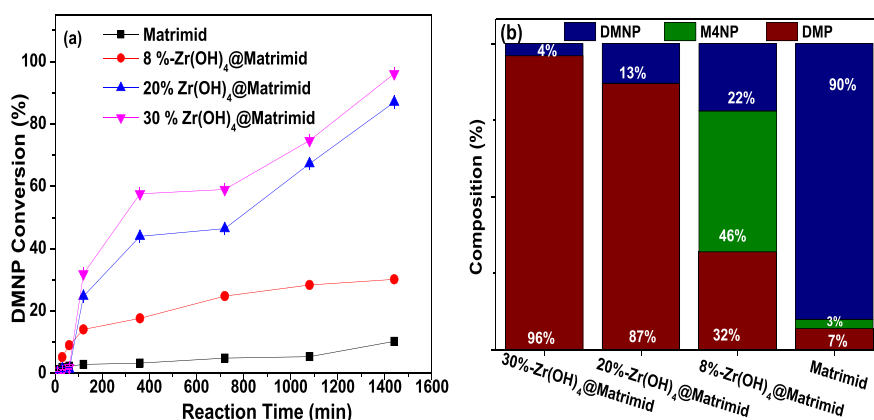 (a)
Matrimid
8 %-Zr(OH)4@Matrimid
20% Zr(OH)4@Matrimid
30 % Zr(OH)4@Matrimid
DMNP Conversion (%)
100
80
60
40
20
0
0 200 400 600 800 1000 1200 1400 1600
Reaction Time (min)
(b)
DMNP M4NP DMP
Composition (%)
4%
13%
22%
90%
46%
3%
96%
87%
32%
7%
30%-Zr(OH)4@Matrimid
20%-Zr(OH)4@Matrimid
8%-Zr(OH)4@Matrimid
Matrimid